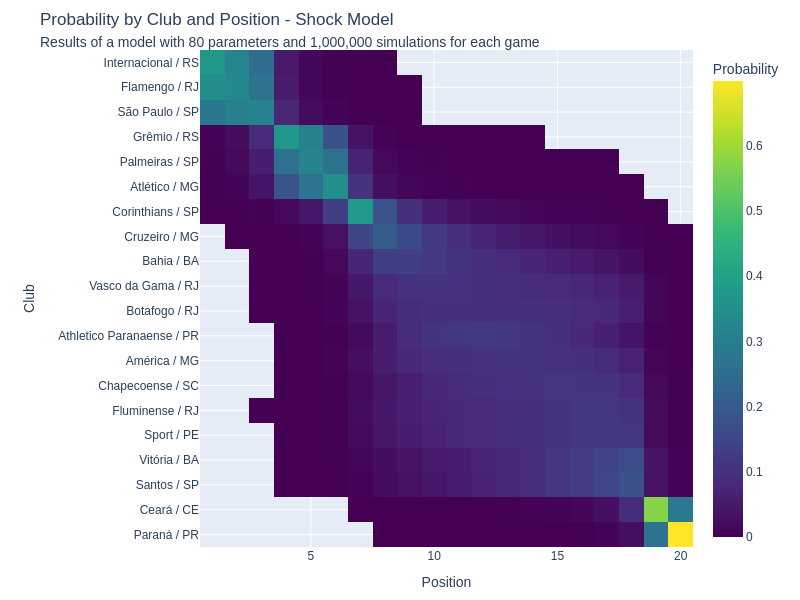 Probability by Club and Position - Shock Model
Results of a model with 80 parameters and 1,000,000 simulations for each game
Probability
Internacional / RS
Flamengo / RJ
São Paulo / SP
Grêmio / RS
Palmeiras / SP
Atlético / MG
Corinthians / SP
Cruzeiro / MG
Bahia / BA
Vasco da Gama / RJ
Botafogo / RJ
Athletico Paranaense / PR
América / MG
Chapecoense / SC
Fluminense / RJ
Sport / PE
Vitória / BA
Santos / SP
Ceará / CE
Paraná / PR
Club
5
10
15
20
Position
0.6
0.5
0.4
0.3
0.2
0.1
0